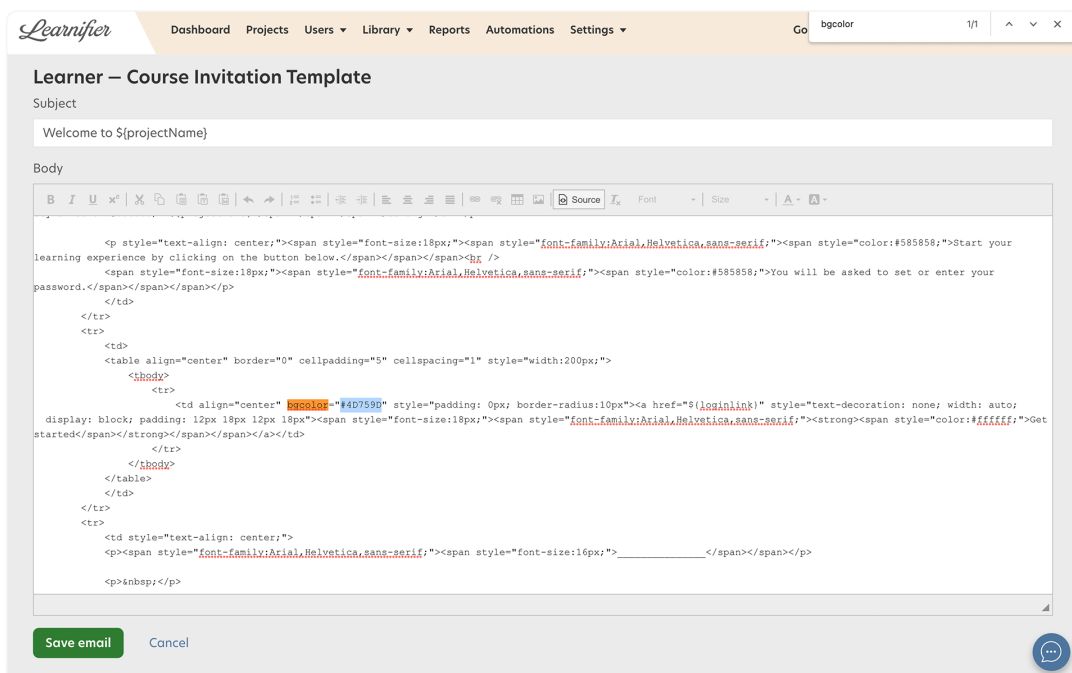 Learnifier
Dashboard Projects Users Library Reports Automations Settings Go
bgcolor 1/1
Learner — Course Invitation Template
Subject
Welcome to ${projectName}
Body
B I U x Source Tx Font Size A A
<p style="text-align: center;"><span style="font-size:18px;"><span style="font-family:Arial,Helvetica,sans-serif;"><span style="color:#585858;">Start your
learning experience by clicking on the button below.</span></span></span><br />
<span style="font-size:18px;"><span style="font-family:Arial,Helvetica,sans-serif;"><span style="color:#585858;">You will be asked to set or enter your
password.</span></span></span></p>
</td>
</tr>
<tr>
<td>
<table align="center" border="0" cellpadding="5" cellspacing="1" style="width:200px;">
<tbody>
<tr>
<td align="center" bgcolor="#4D759D" style="padding: 0px; border-radius:10px"><a href="${loginlink}" style="text-decoration: none; width: auto;
display: block; padding: 12px 18px 12px 18px"><span style="font-size:18px;"><span style="font-family:Arial,Helvetica,sans-serif;"><strong><span style="color:#ffffff;">Get
started</span></strong></span></span></a></td>
</tr>
</tbody>
</table>
</td>
</tr>
<tr>
<td style="text-align: center;">
<p><span style="font-family:Arial,Helvetica,sans-serif;"><span style="font-size:16px;">_______________</span></span></p>
<p>&nbsp;</p>
Save email Cancel